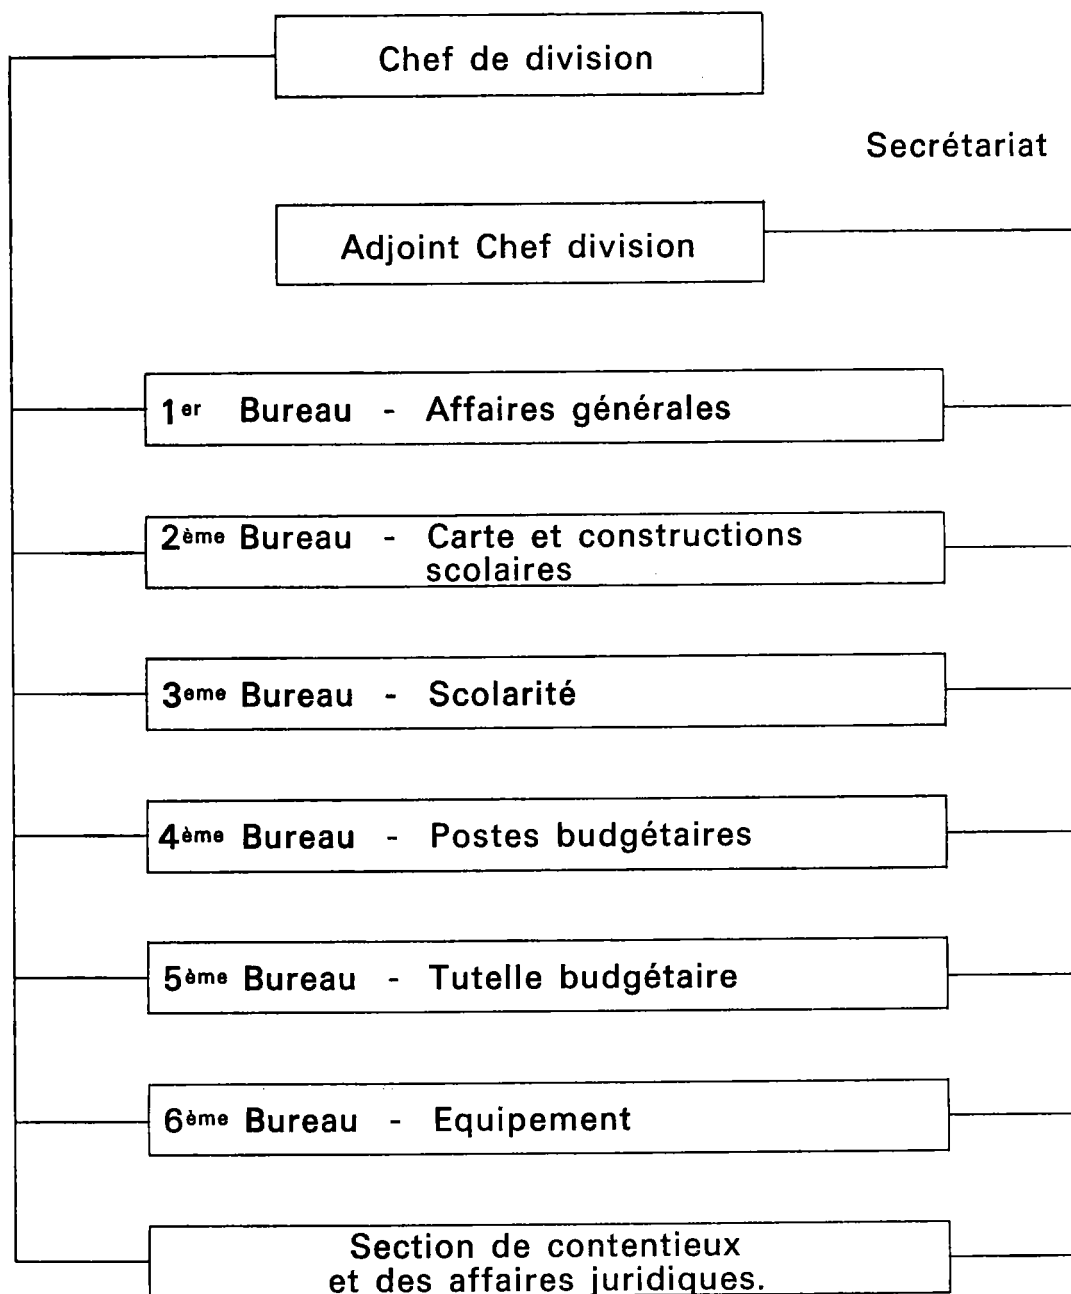 Chef de division
Secrétariat
Adjoint Chef division
1er Bureau - Affaires générales
2ème Bureau - Carte et constructions
scolaires
3eme Bureau - Scolarité
4ème Bureau - Postes budgétaires
5ème Bureau - Tutelle budgétaire
6ème Bureau - Equipement
Section de contentieux
et des affaires juridiques.